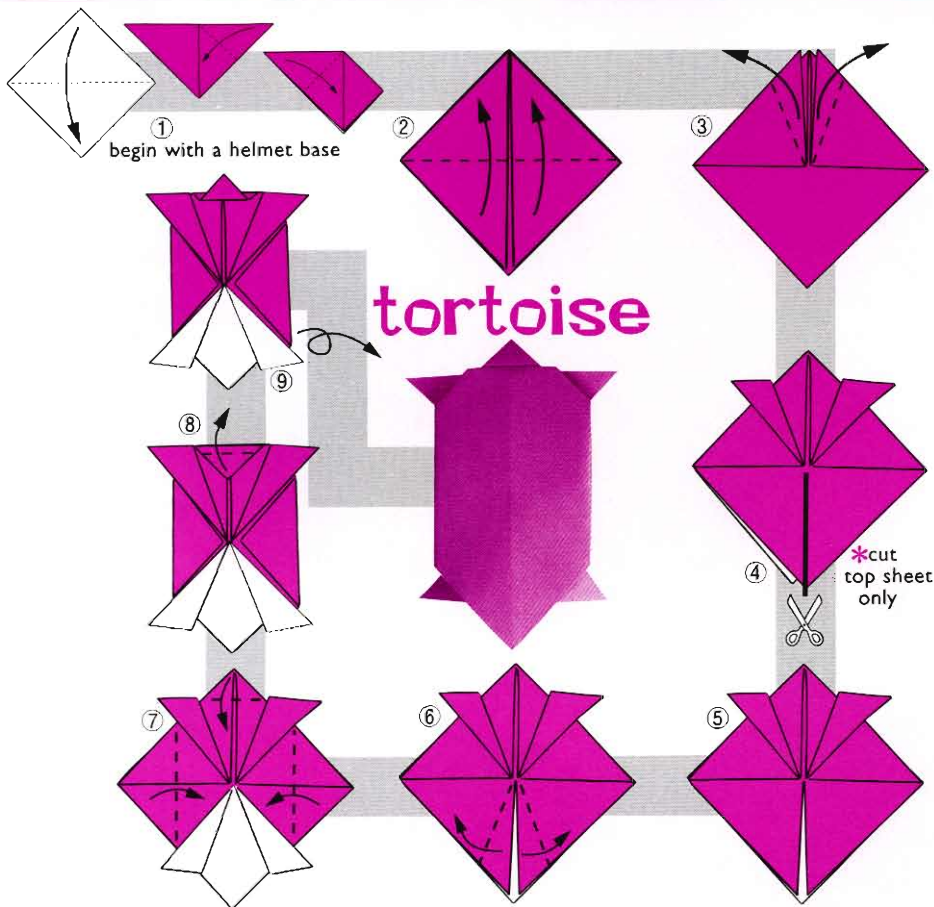 ①
begin with a helmet base
②
③
tortoise
④
*cut
top sheet
only
⑤
⑥
⑦
⑧
⑨